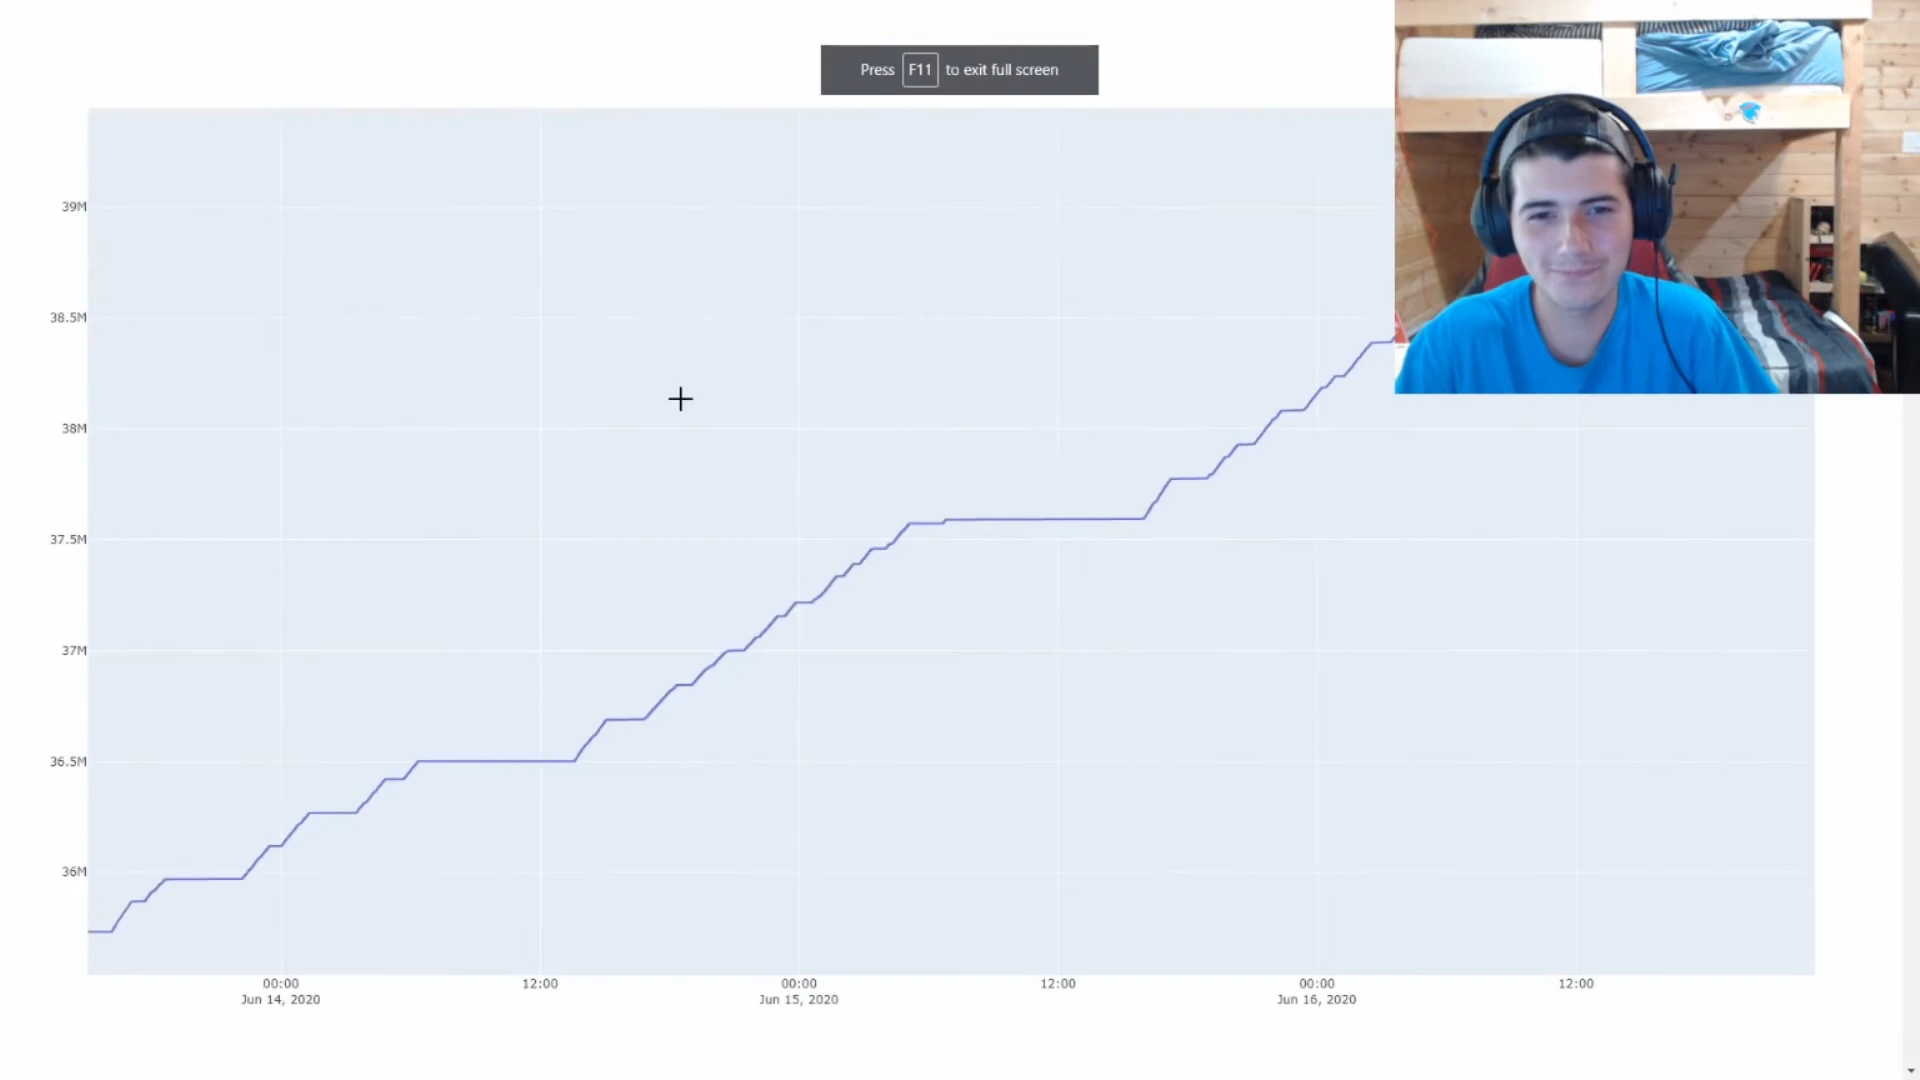 Press F11 to exit full screen
39M
38.5M
38M
37.5M
37M
36.5M
36M
00:00 12:00 00:00 12:00 00:00 12:00
Jun 14, 2020 Jun 15, 2020 Jun 16, 2020